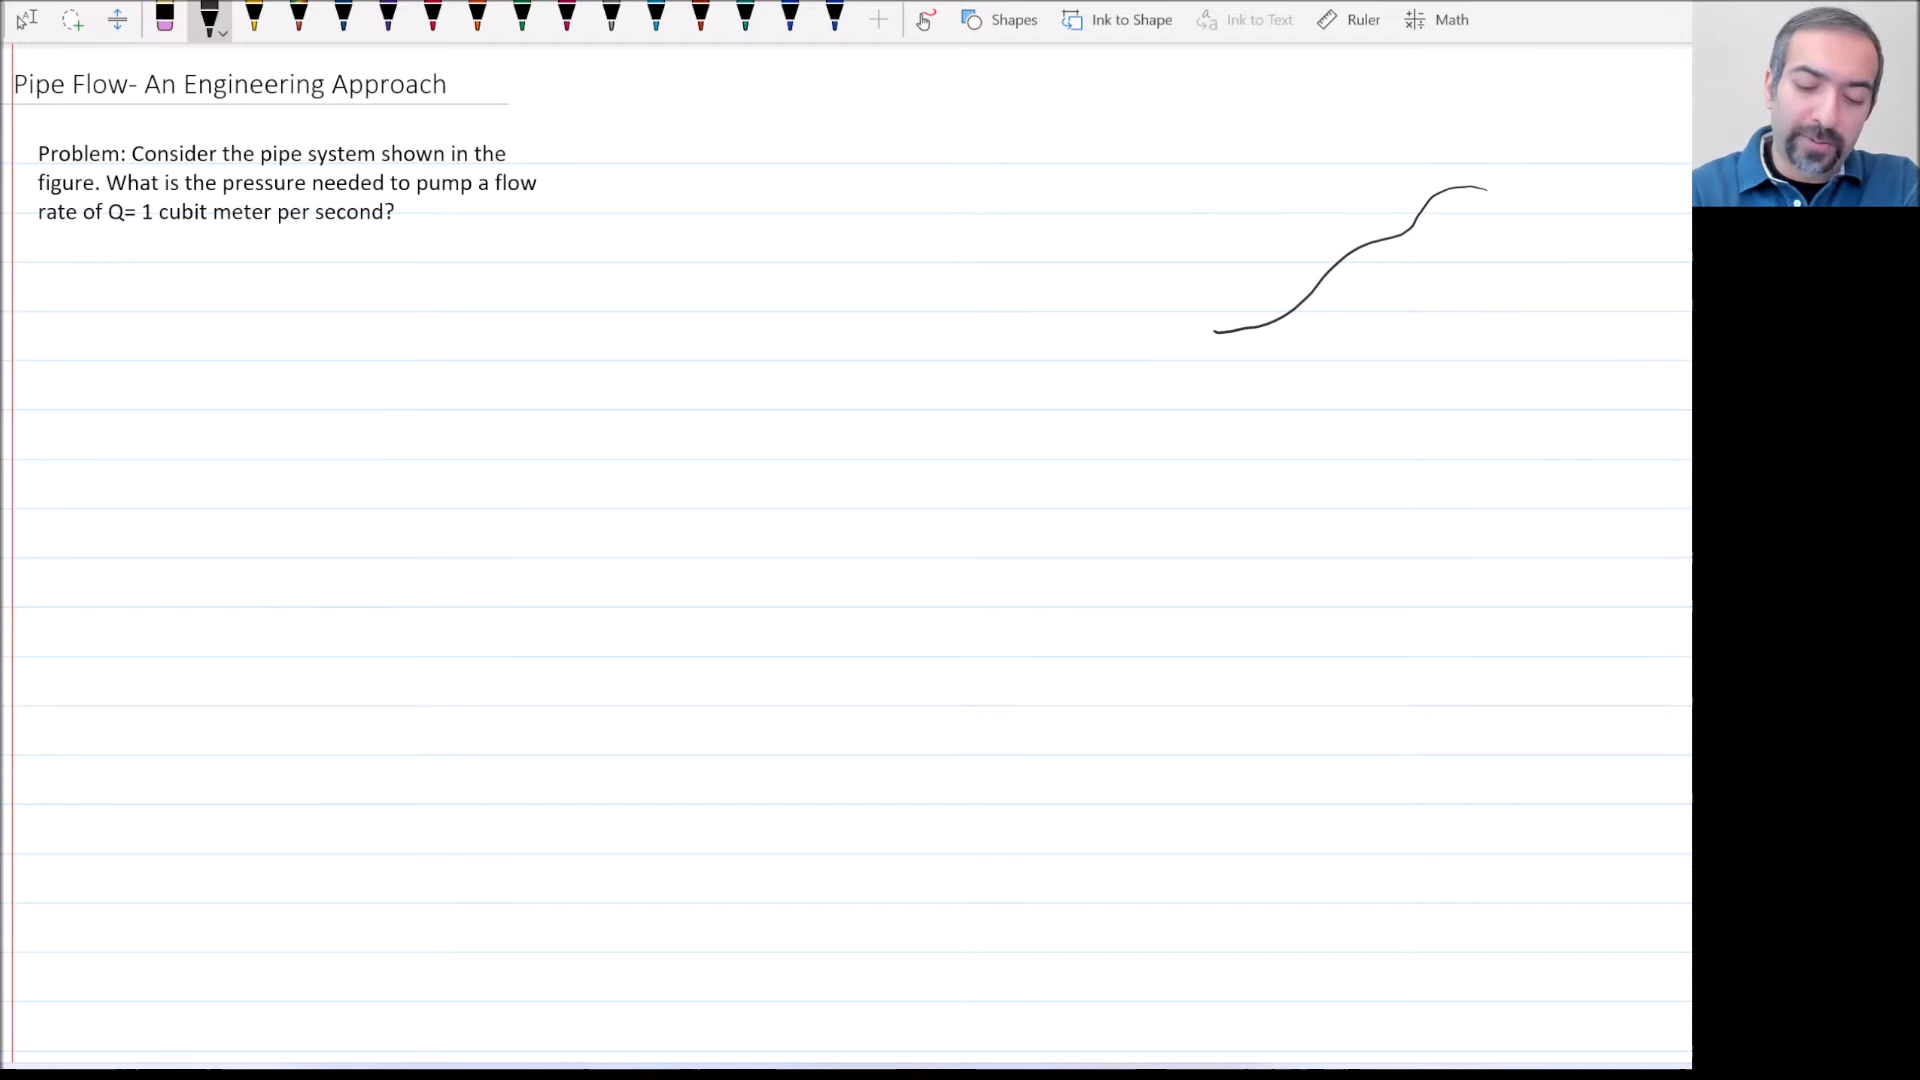 Shapes Ink to Shape Ink to Text Ruler Math
Pipe Flow- An Engineering Approach
Problem: Consider the pipe system shown in the
figure. What is the pressure needed to pump a flow
rate of Q= 1 cubit meter per second?